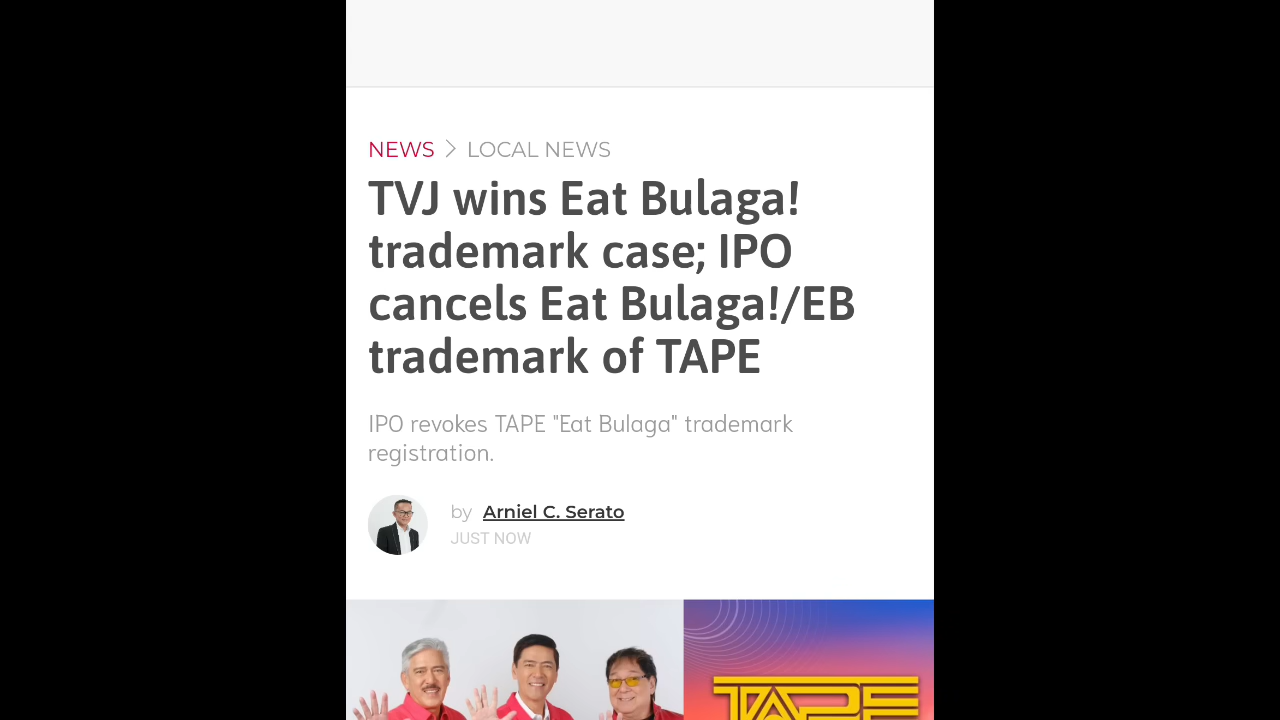 NEWS > LOCAL NEWS
TVJ wins Eat Bulaga!
trademark case; IPO
cancels Eat Bulaga!/EB
trademark of TAPE
IPO revokes TAPE "Eat Bulaga" trademark
registration.
by Arniel C. Serato
JUST NOW
TAPE